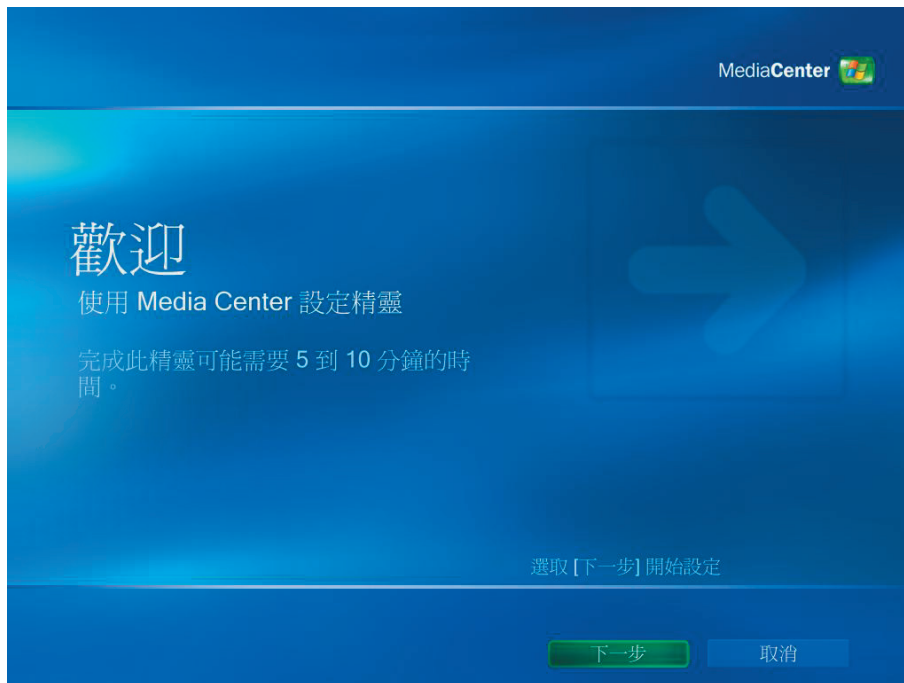 MediaCenter
歡迎
使用 Media Center 設定精靈
完成此精靈可能需要 5 到 10 分鐘的時
間。
選取 [下一步] 開始設定
下一步
取消